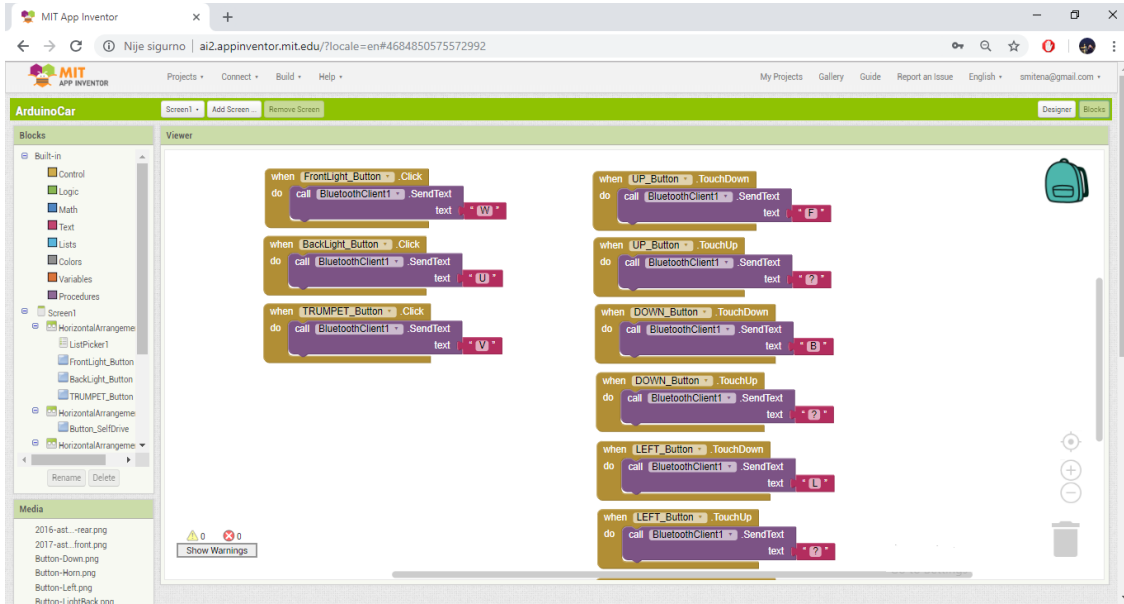 MIT App Inventor
Nije sigurno | ai2.appinventor.mit.edu/?locale=en#4684850575572992
MIT
APP INVENTOR
Projects Connect Build Help My Projects Gallery Guide Report an Issue English smitena@gmail.com
ArduinoCar Screen1 Add Screen ... Remove Screen Designer Blocks
Blocks
Built-in
Control
Logic
Math
Text
Lists
Colors
Variables
Procedures
Screen1
HorizontalArrangeme
ListPicker1
FrontLight_Button
BackLight_Button
TRUMPET_Button
HorizontalArrangeme
Button_SelfDrive
HorizontalArrangeme
Rename Delete
Media
2016-ast...-rear.png
2017-ast...front.png
Button-Down.png
Button-Horn.png
Button-Left.png
Button-LightBack.png
Viewer
when FrontLight_Button .Click
do call BluetoothClient1 .SendText
text " W "
when BackLight_Button .Click
do call BluetoothClient1 .SendText
text " U "
when TRUMPET_Button .Click
do call BluetoothClient1 .SendText
text " V "
when UP_Button .TouchDown
do call BluetoothClient1 .SendText
text " F "
when UP_Button .TouchUp
do call BluetoothClient1 .SendText
text " ? "
when DOWN_Button .TouchDown
do call BluetoothClient1 .SendText
text " B "
when DOWN_Button .TouchUp
do call BluetoothClient1 .SendText
text " ? "
when LEFT_Button .TouchDown
do call BluetoothClient1 .SendText
text " L "
when LEFT_Button .TouchUp
do call BluetoothClient1 .SendText
text " ? "
0 0
Show Warnings